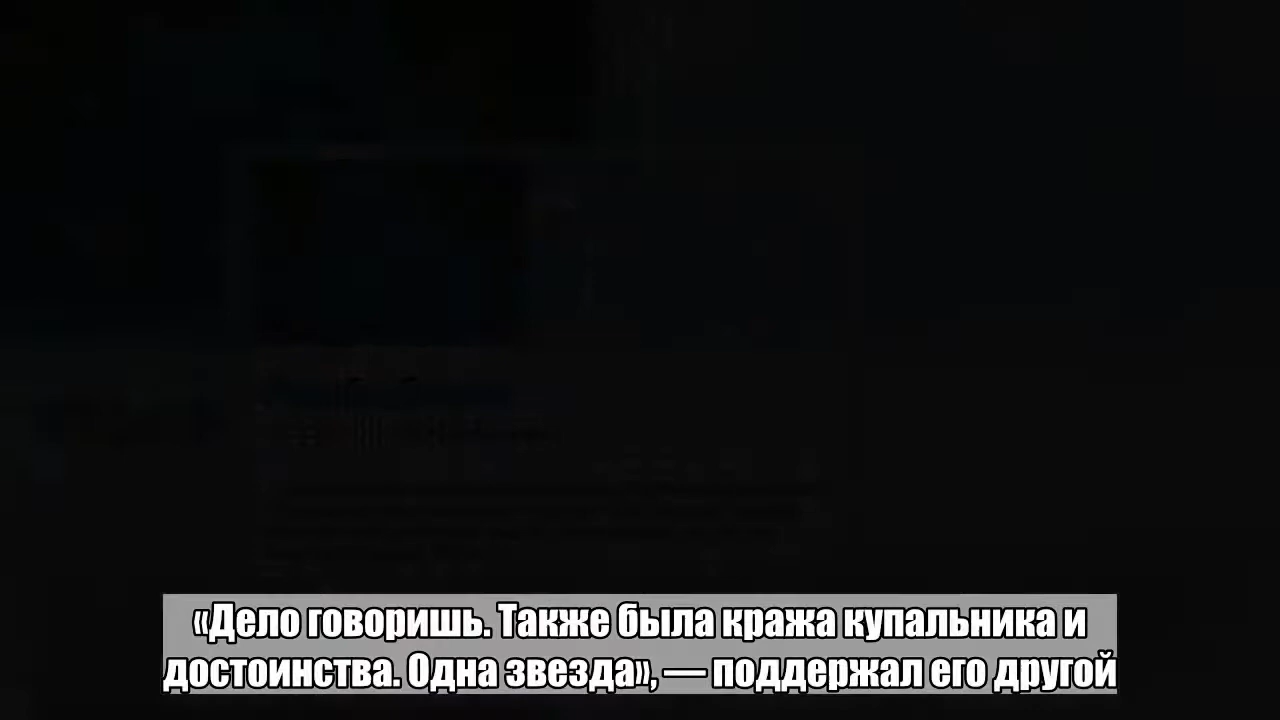 «Дело говоришь. Также была кража купальника и
достоинства. Одна звезда», — поддержал его другой